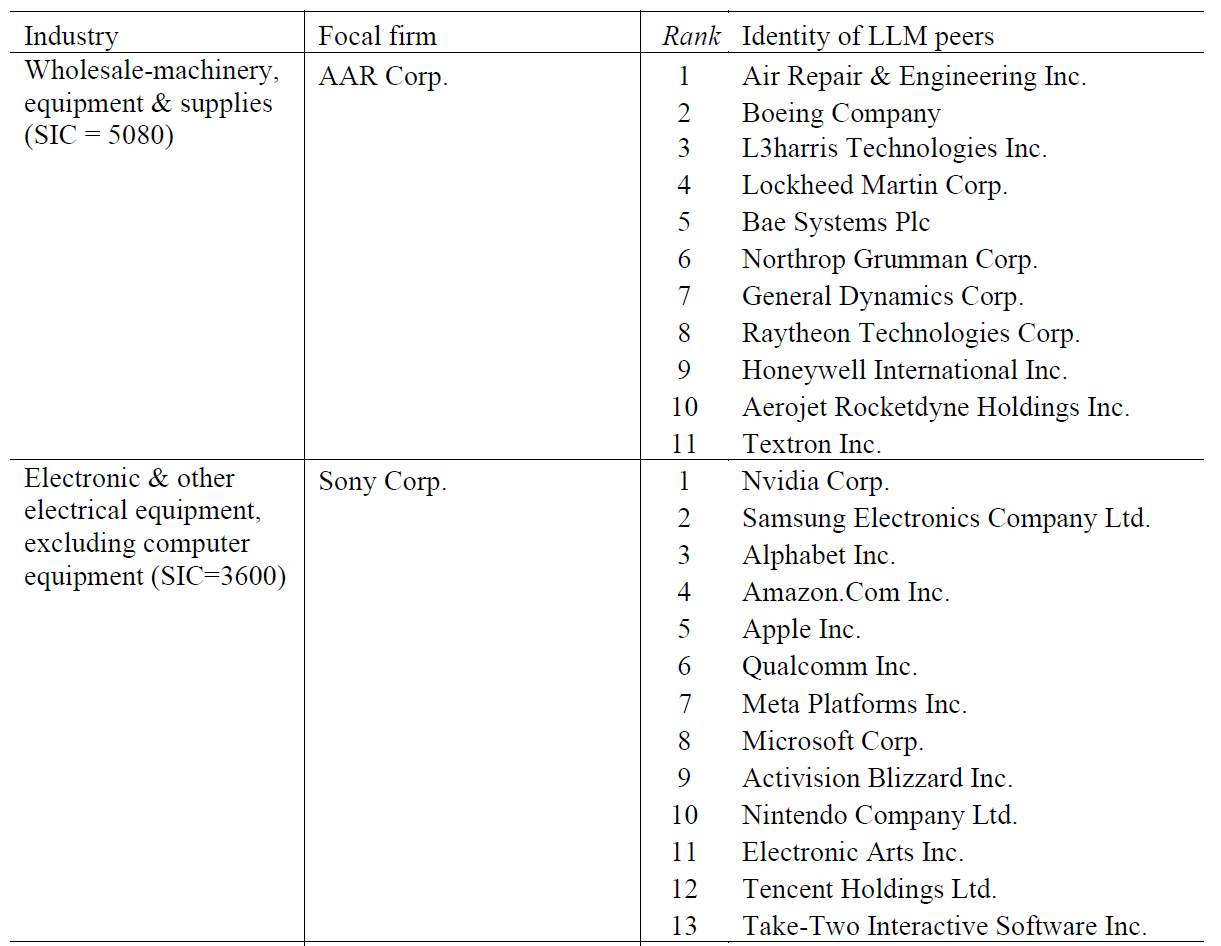 Industry Focal firm Rank Identity of LLM peers
Wholesale-machinery, equipment & supplies (SIC = 5080) AAR Corp. 1 Air Repair & Engineering Inc.
2 Boeing Company
3 L3harris Technologies Inc.
4 Lockheed Martin Corp.
5 Bae Systems Plc
6 Northrop Grumman Corp.
7 General Dynamics Corp.
8 Raytheon Technologies Corp.
9 Honeywell International Inc.
10 Aerojet Rocketdyne Holdings Inc.
11 Textron Inc.
Electronic & other electrical equipment, excluding computer equipment (SIC=3600) Sony Corp. 1 Nvidia Corp.
2 Samsung Electronics Company Ltd.
3 Alphabet Inc.
4 Amazon.Com Inc.
5 Apple Inc.
6 Qualcomm Inc.
7 Meta Platforms Inc.
8 Microsoft Corp.
9 Activision Blizzard Inc.
10 Nintendo Company Ltd.
11 Electronic Arts Inc.
12 Tencent Holdings Ltd.
13 Take-Two Interactive Software Inc.